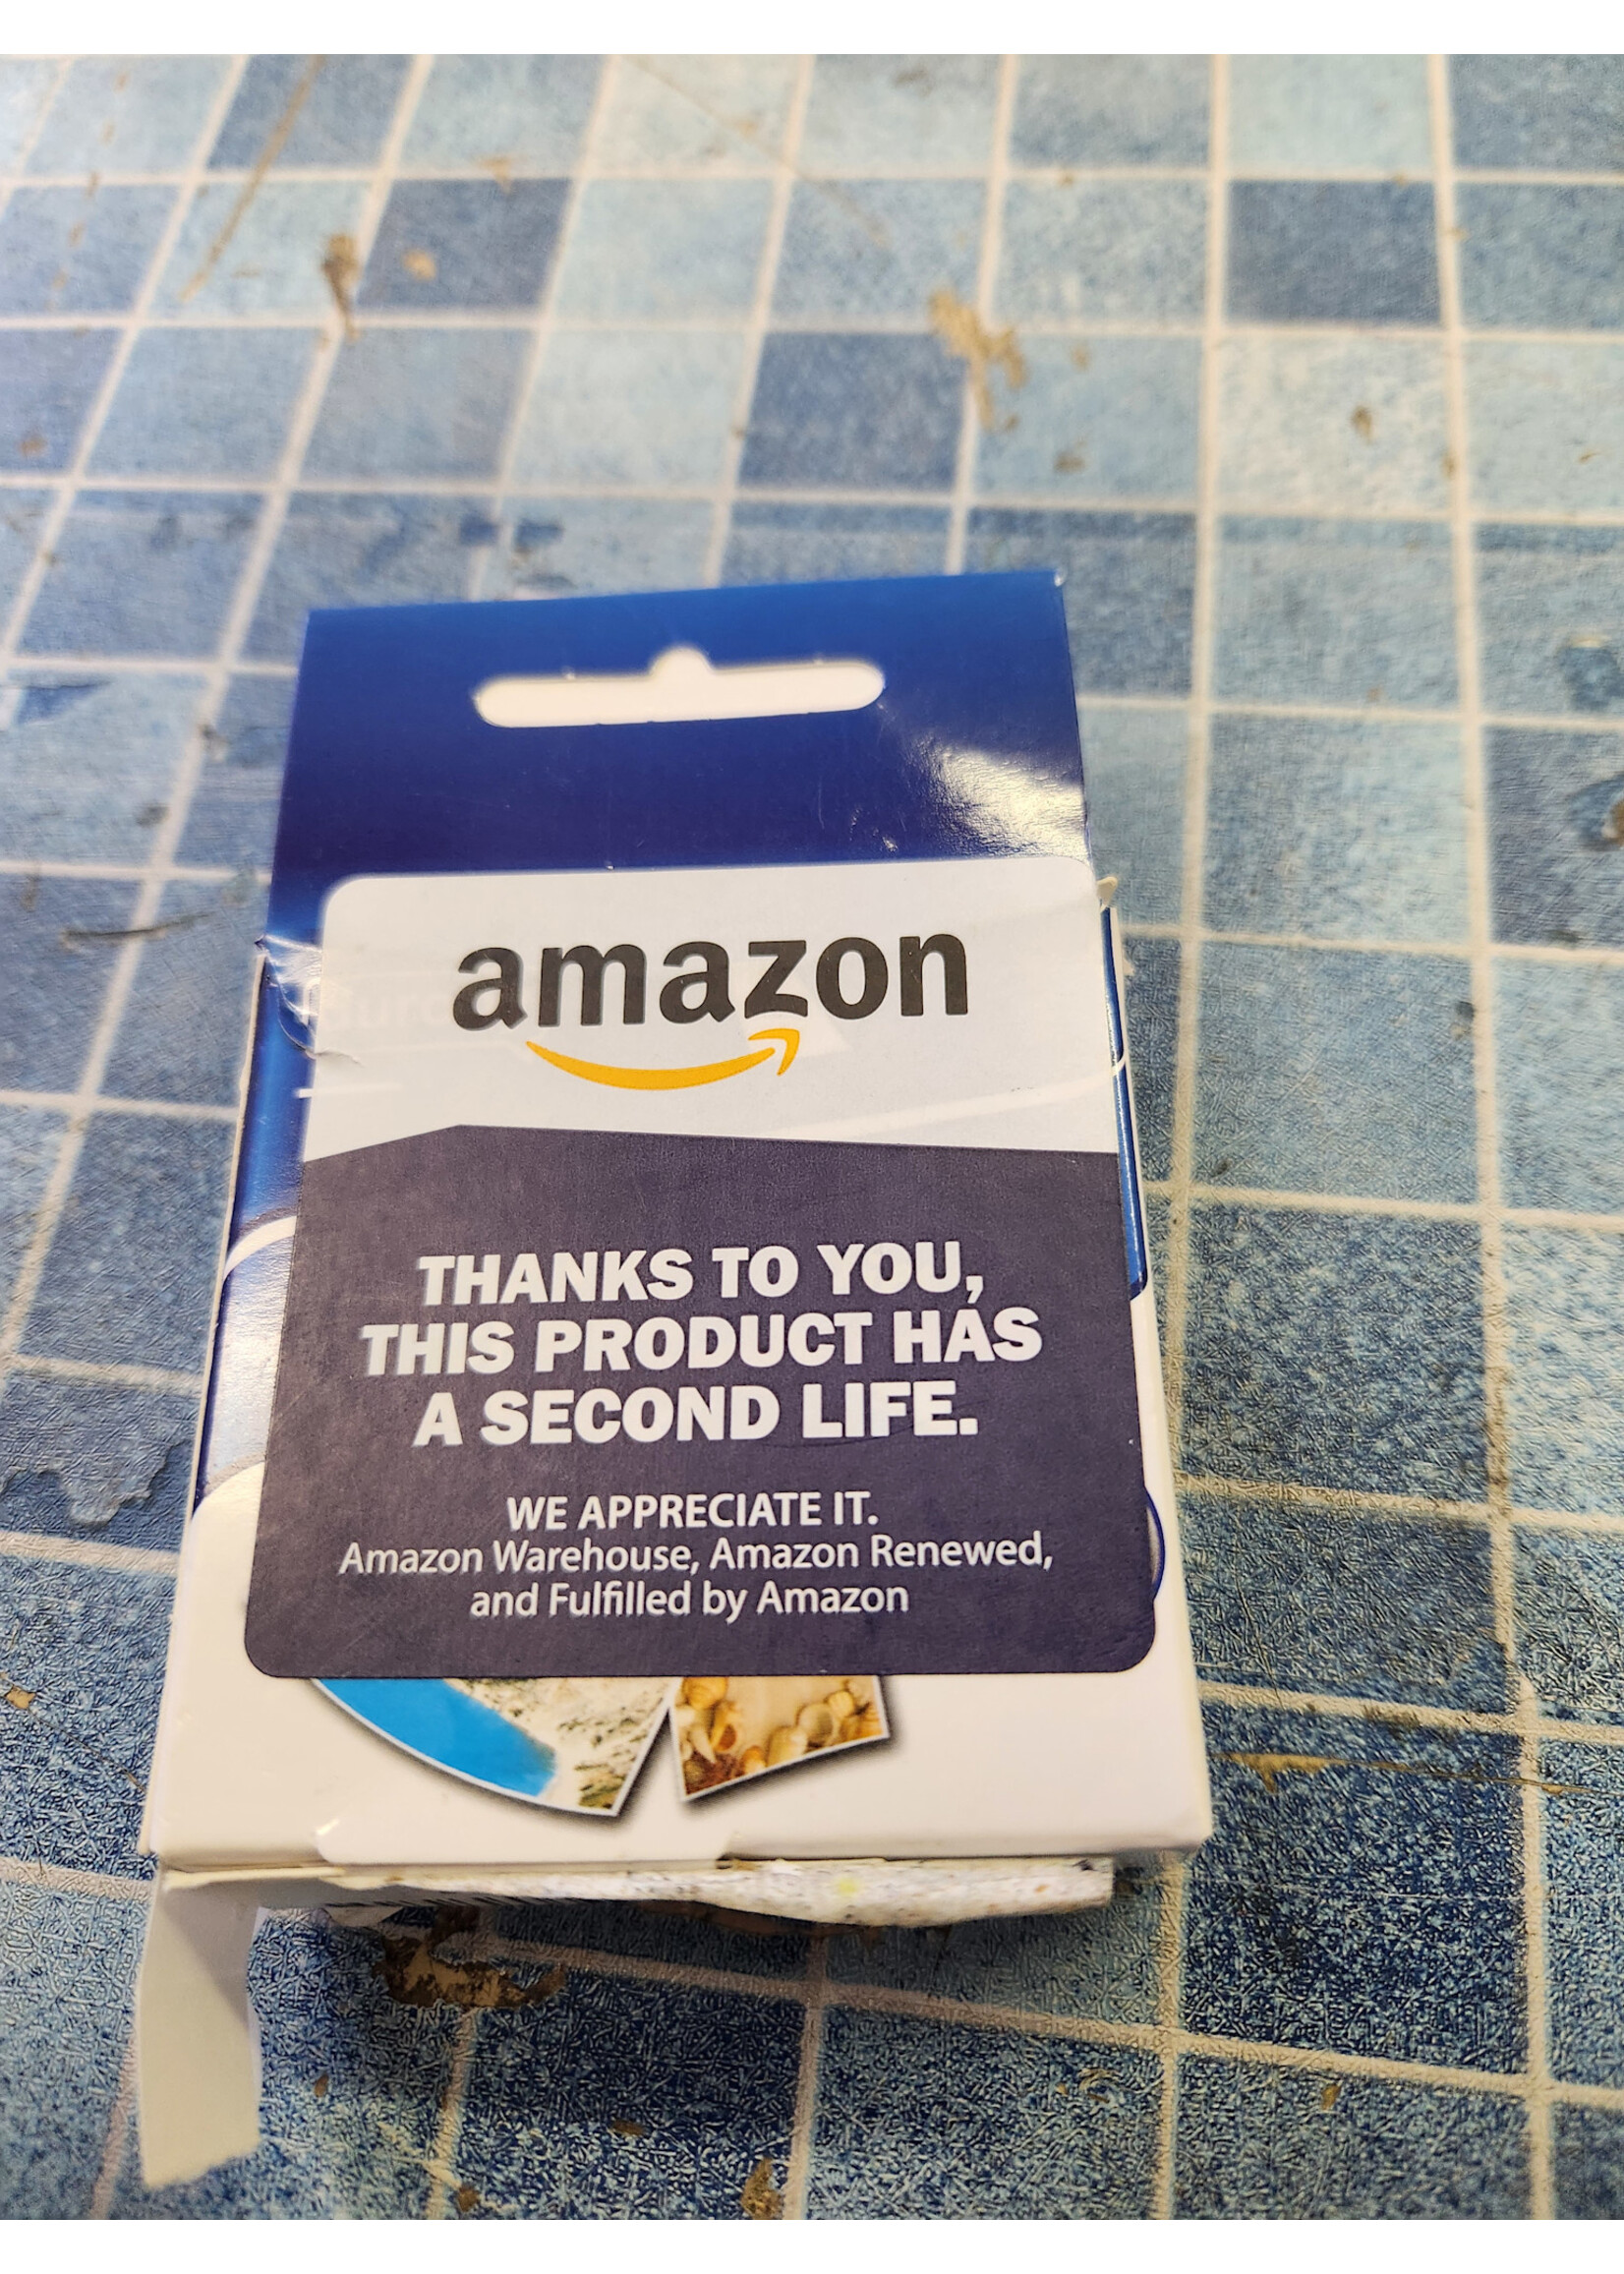 amazon
THANKS TO YOU,
THIS PRODUCT HAS
A SECOND LIFE.
WE APPRECIATE IT.
Amazon Warehouse, Amazon Renewed,
and Fulfilled by Amazon